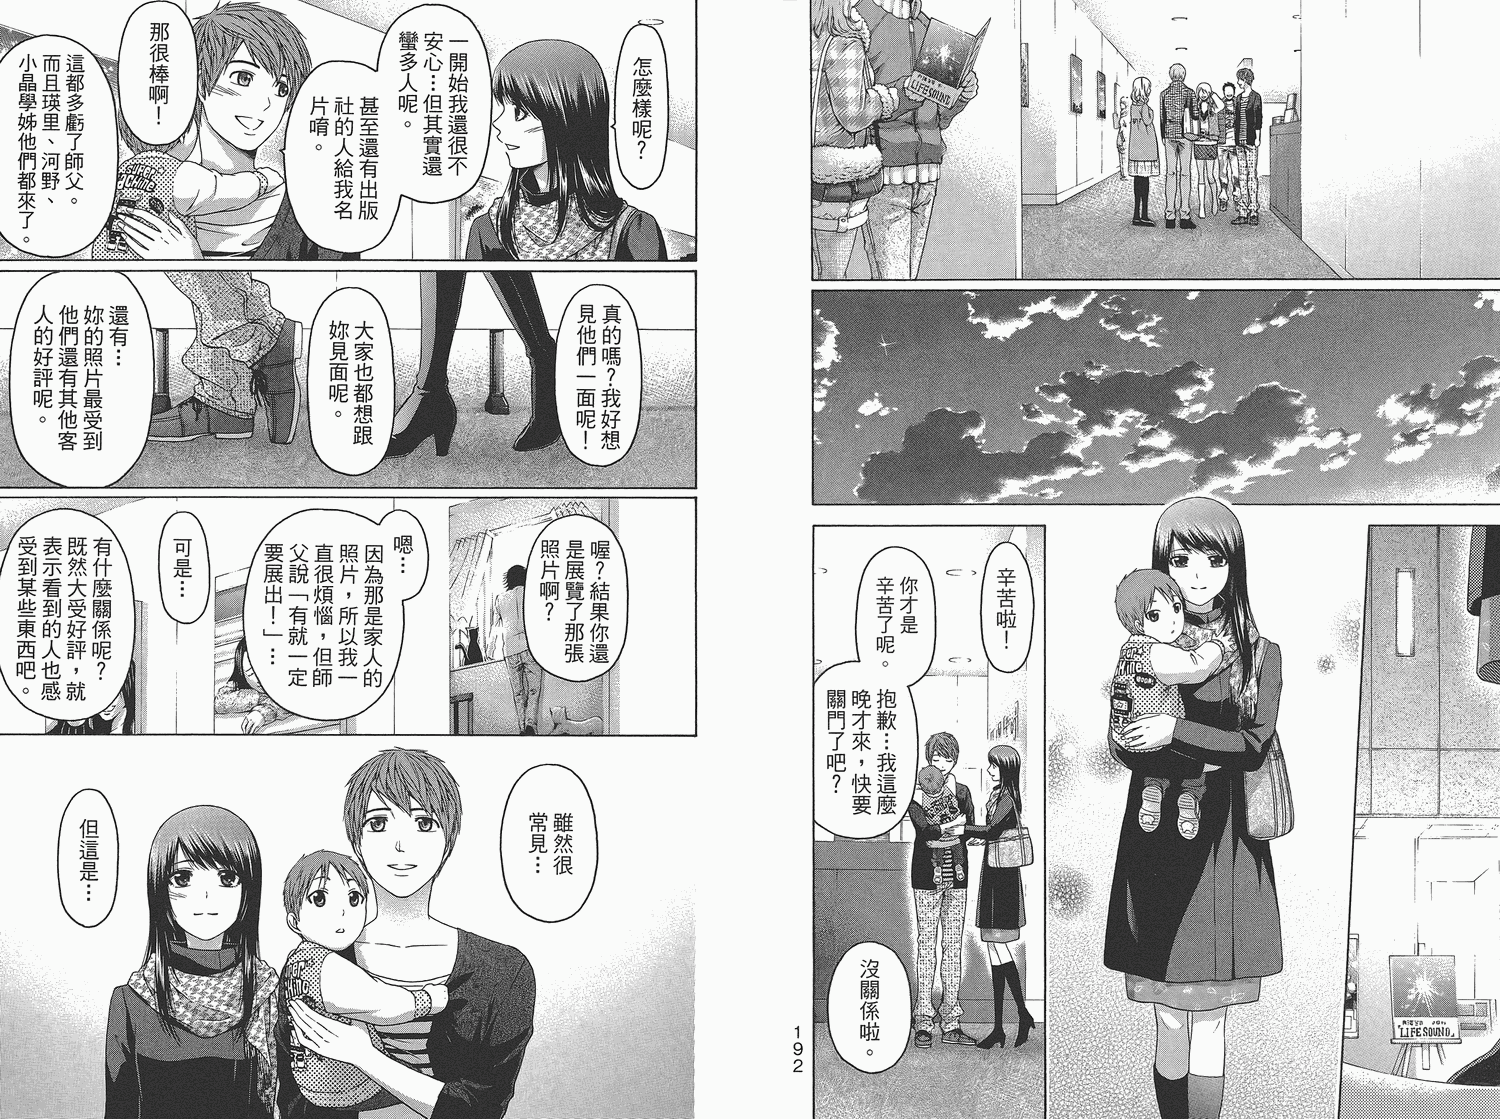 LIFESOUND
辛苦啦！
你才是
辛苦了呢。
抱歉…我這麼
晚才來，快要
關門了吧？
沒關係啦。
「LIFESOUND」
192
怎麼樣呢？
一開始我還很不
安心…但其實還
蠻多人呢。
甚至還有出版
社的人給我名
片唷。
那很棒啊！
這都多虧了師父。
而且瑛里、河野、
小晶學姊他們都來了。
真的嗎？我好想
見他們一面呢！
大家也都想跟
妳見面呢。
還有…
妳的照片最受到
他們還有其他客
人的好評呢。
喔？結果你還
是展覽了那張
照片啊？
嗯…
因為那是家人的
照片，所以我一
直很煩惱，但師
父說「有就一定
要展出！」…
可是…
有什麼關係呢？
既然大受好評，就
表示看到的人也感
受到某些東西吧。
雖然很
常見…
但這是…